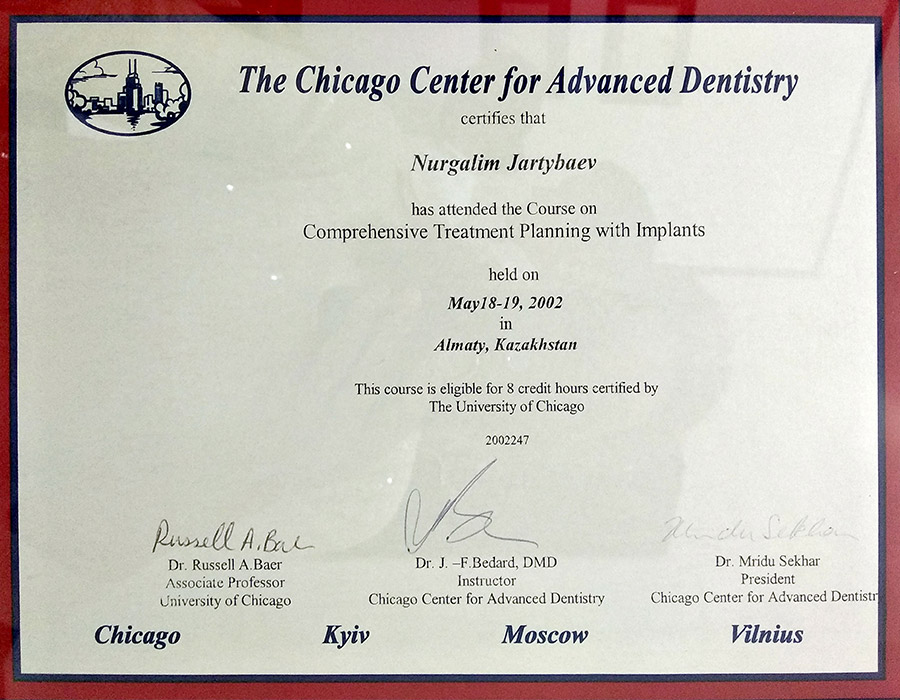 The Chicago Center for Advanced Dentistry
certifies that
Nurgalim Jartybaev
has attended the Course on
Comprehensive Treatment Planning with Implants
held on
May18-19, 2002
in
Almaty, Kazakhstan
This course is eligible for 8 credit hours certified by
The University of Chicago
2002247
Russell A. Baer
Dr. Russell A.Baer
Associate Professor
University of Chicago
Dr. J. –F.Bedard, DMD
Instructor
Chicago Center for Advanced Dentistry
Mridu Sekhar
Dr. Mridu Sekhar
President
Chicago Center for Advanced Dentistr
Chicago Kyiv Moscow Vilnius